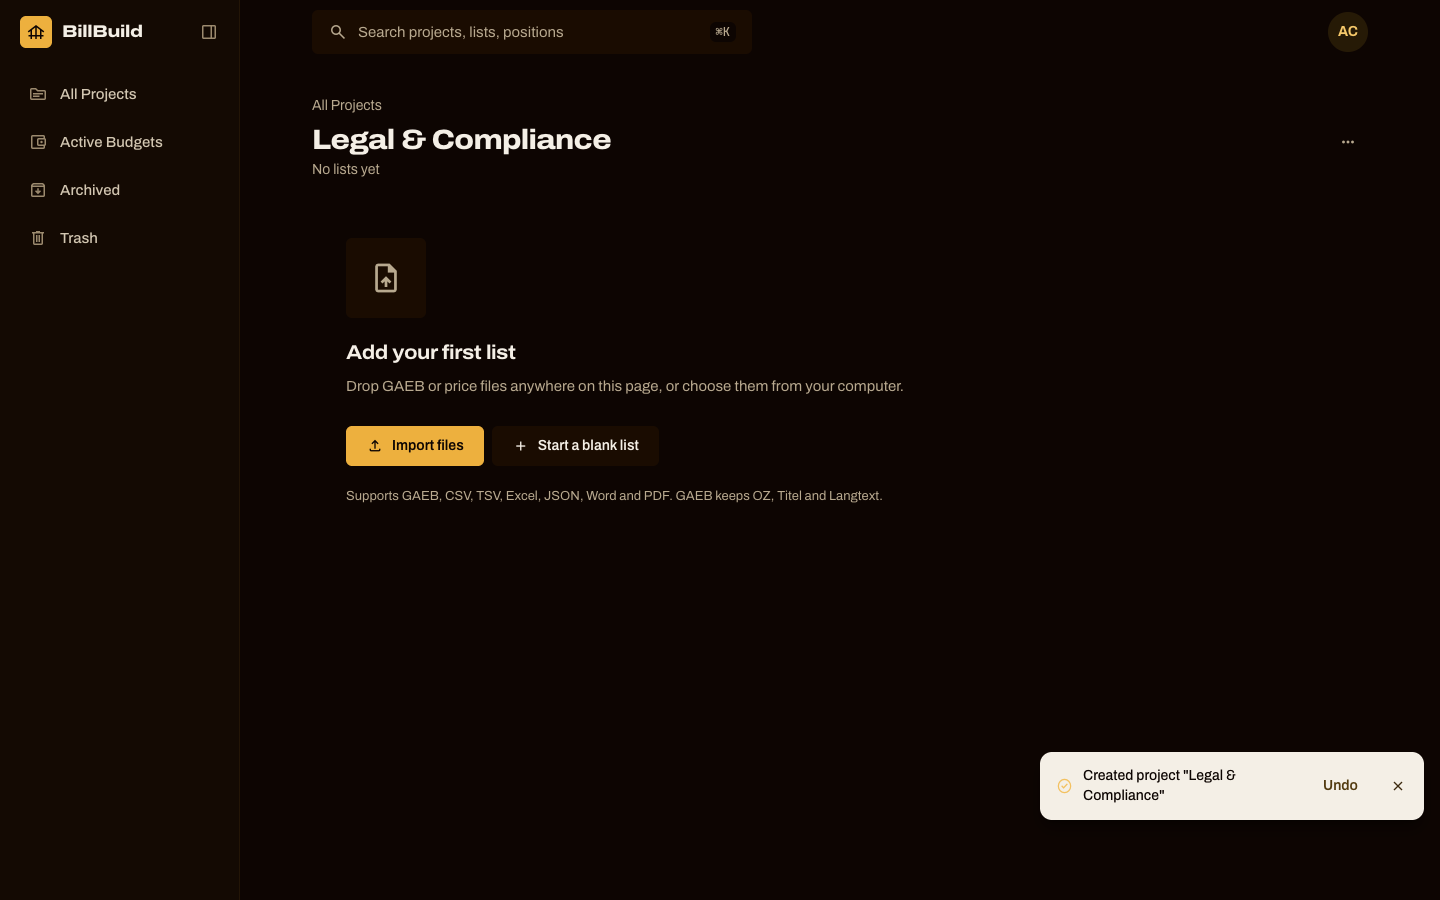 BillBuild
Search projects, lists, positions
⌘K
AC
All Projects
Active Budgets
Archived
Trash
All Projects
Legal & Compliance
No lists yet
Add your first list
Drop GAEB or price files anywhere on this page, or choose them from your computer.
Import files
Start a blank list
Supports GAEB, CSV, TSV, Excel, JSON, Word and PDF. GAEB keeps OZ, Titel and Langtext.
Created project "Legal &
Compliance"
Undo